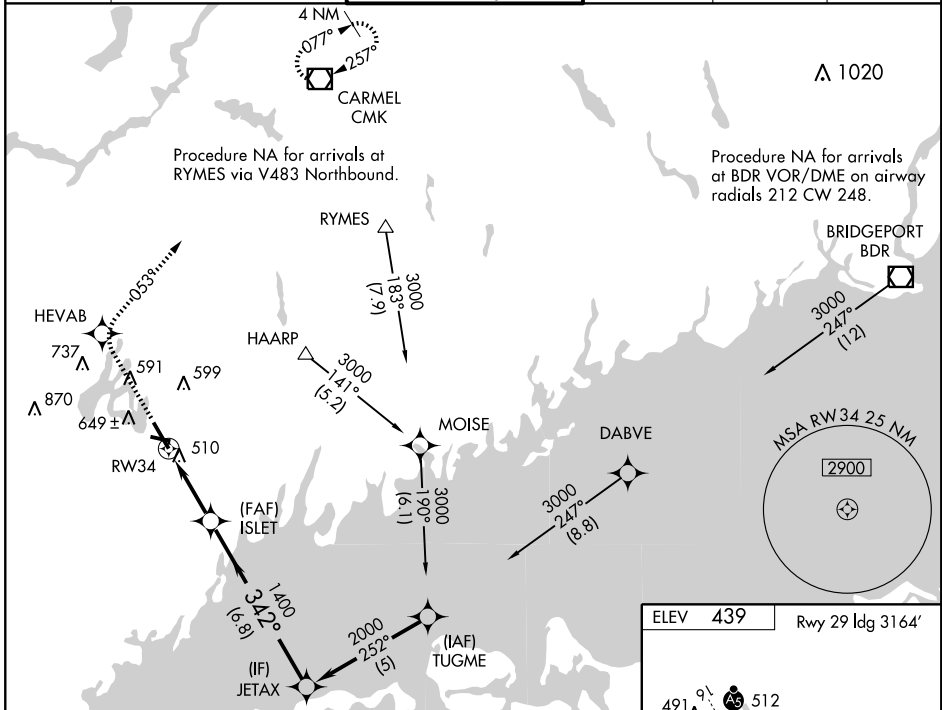 4 NM
077°
257°
CARMEL
CMK
1020
Procedure NA for arrivals at
RYMES via V483 Northbound.
Procedure NA for arrivals
at BDR VOR/DME on airway
radials 212 CW 248.
RYMES
BRIDGEPORT
BDR
053°
3000
183°
(7.9)
3000
247°
(12)
HEVAB
HAARP
737
591
599
3000
141°
(5.2)
870
649 ±
MOISE
DABVE
MSA RW34 25 NM
2900
510
RW34
3000
190°
(6.1)
3000
247°
(8.8)
(FAF)
ISLET
1400
342°
(6.8)
2000
252°
(5)
(IAF)
TUGME
(IF)
JETAX
ELEV 439
Rwy 29 ldg 3164'
491
16
A5
512